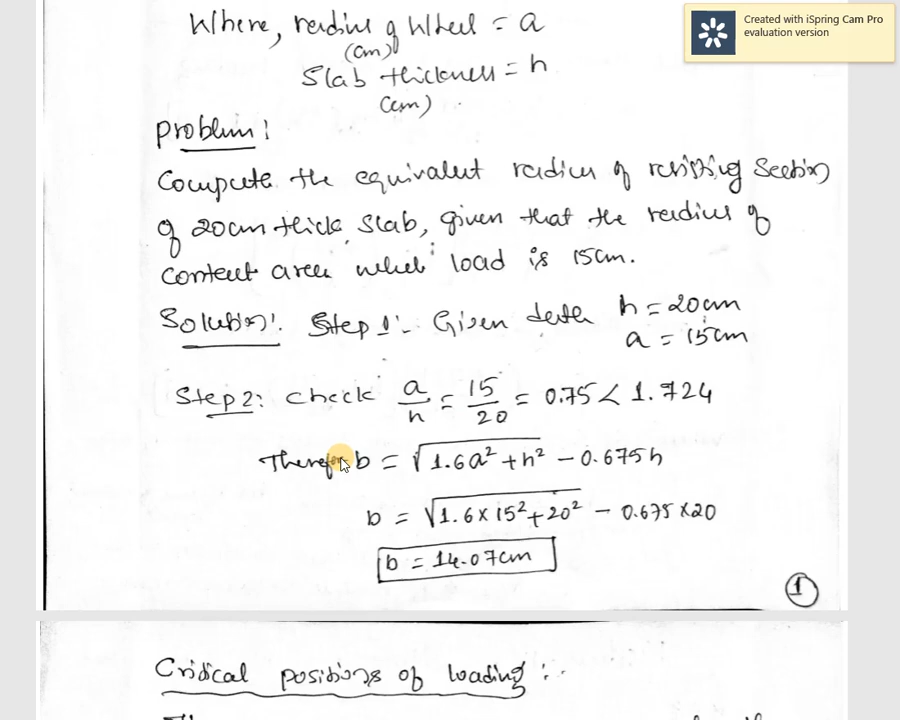 Where, radius of Wheel = a
(cm)
Slab thickness = h
(cm)
Created with iSpring Cam Pro
evaluation version
Problem:
Compute the equivalent radius of resisting Section
of 20cm thick slab, given that the radius of
contact area wheel load is 15cm.
Solution: Step 1:- Given data h = 20cm
a = 15cm
Step 2: Check a/h = 15/20 = 0.75 < 1.724
Therefore b = √1.6a² + h² - 0.675h
b = √1.6 x 15² + 20² - 0.675 x 20
b = 14.07cm
1
Critical positions of loading:-